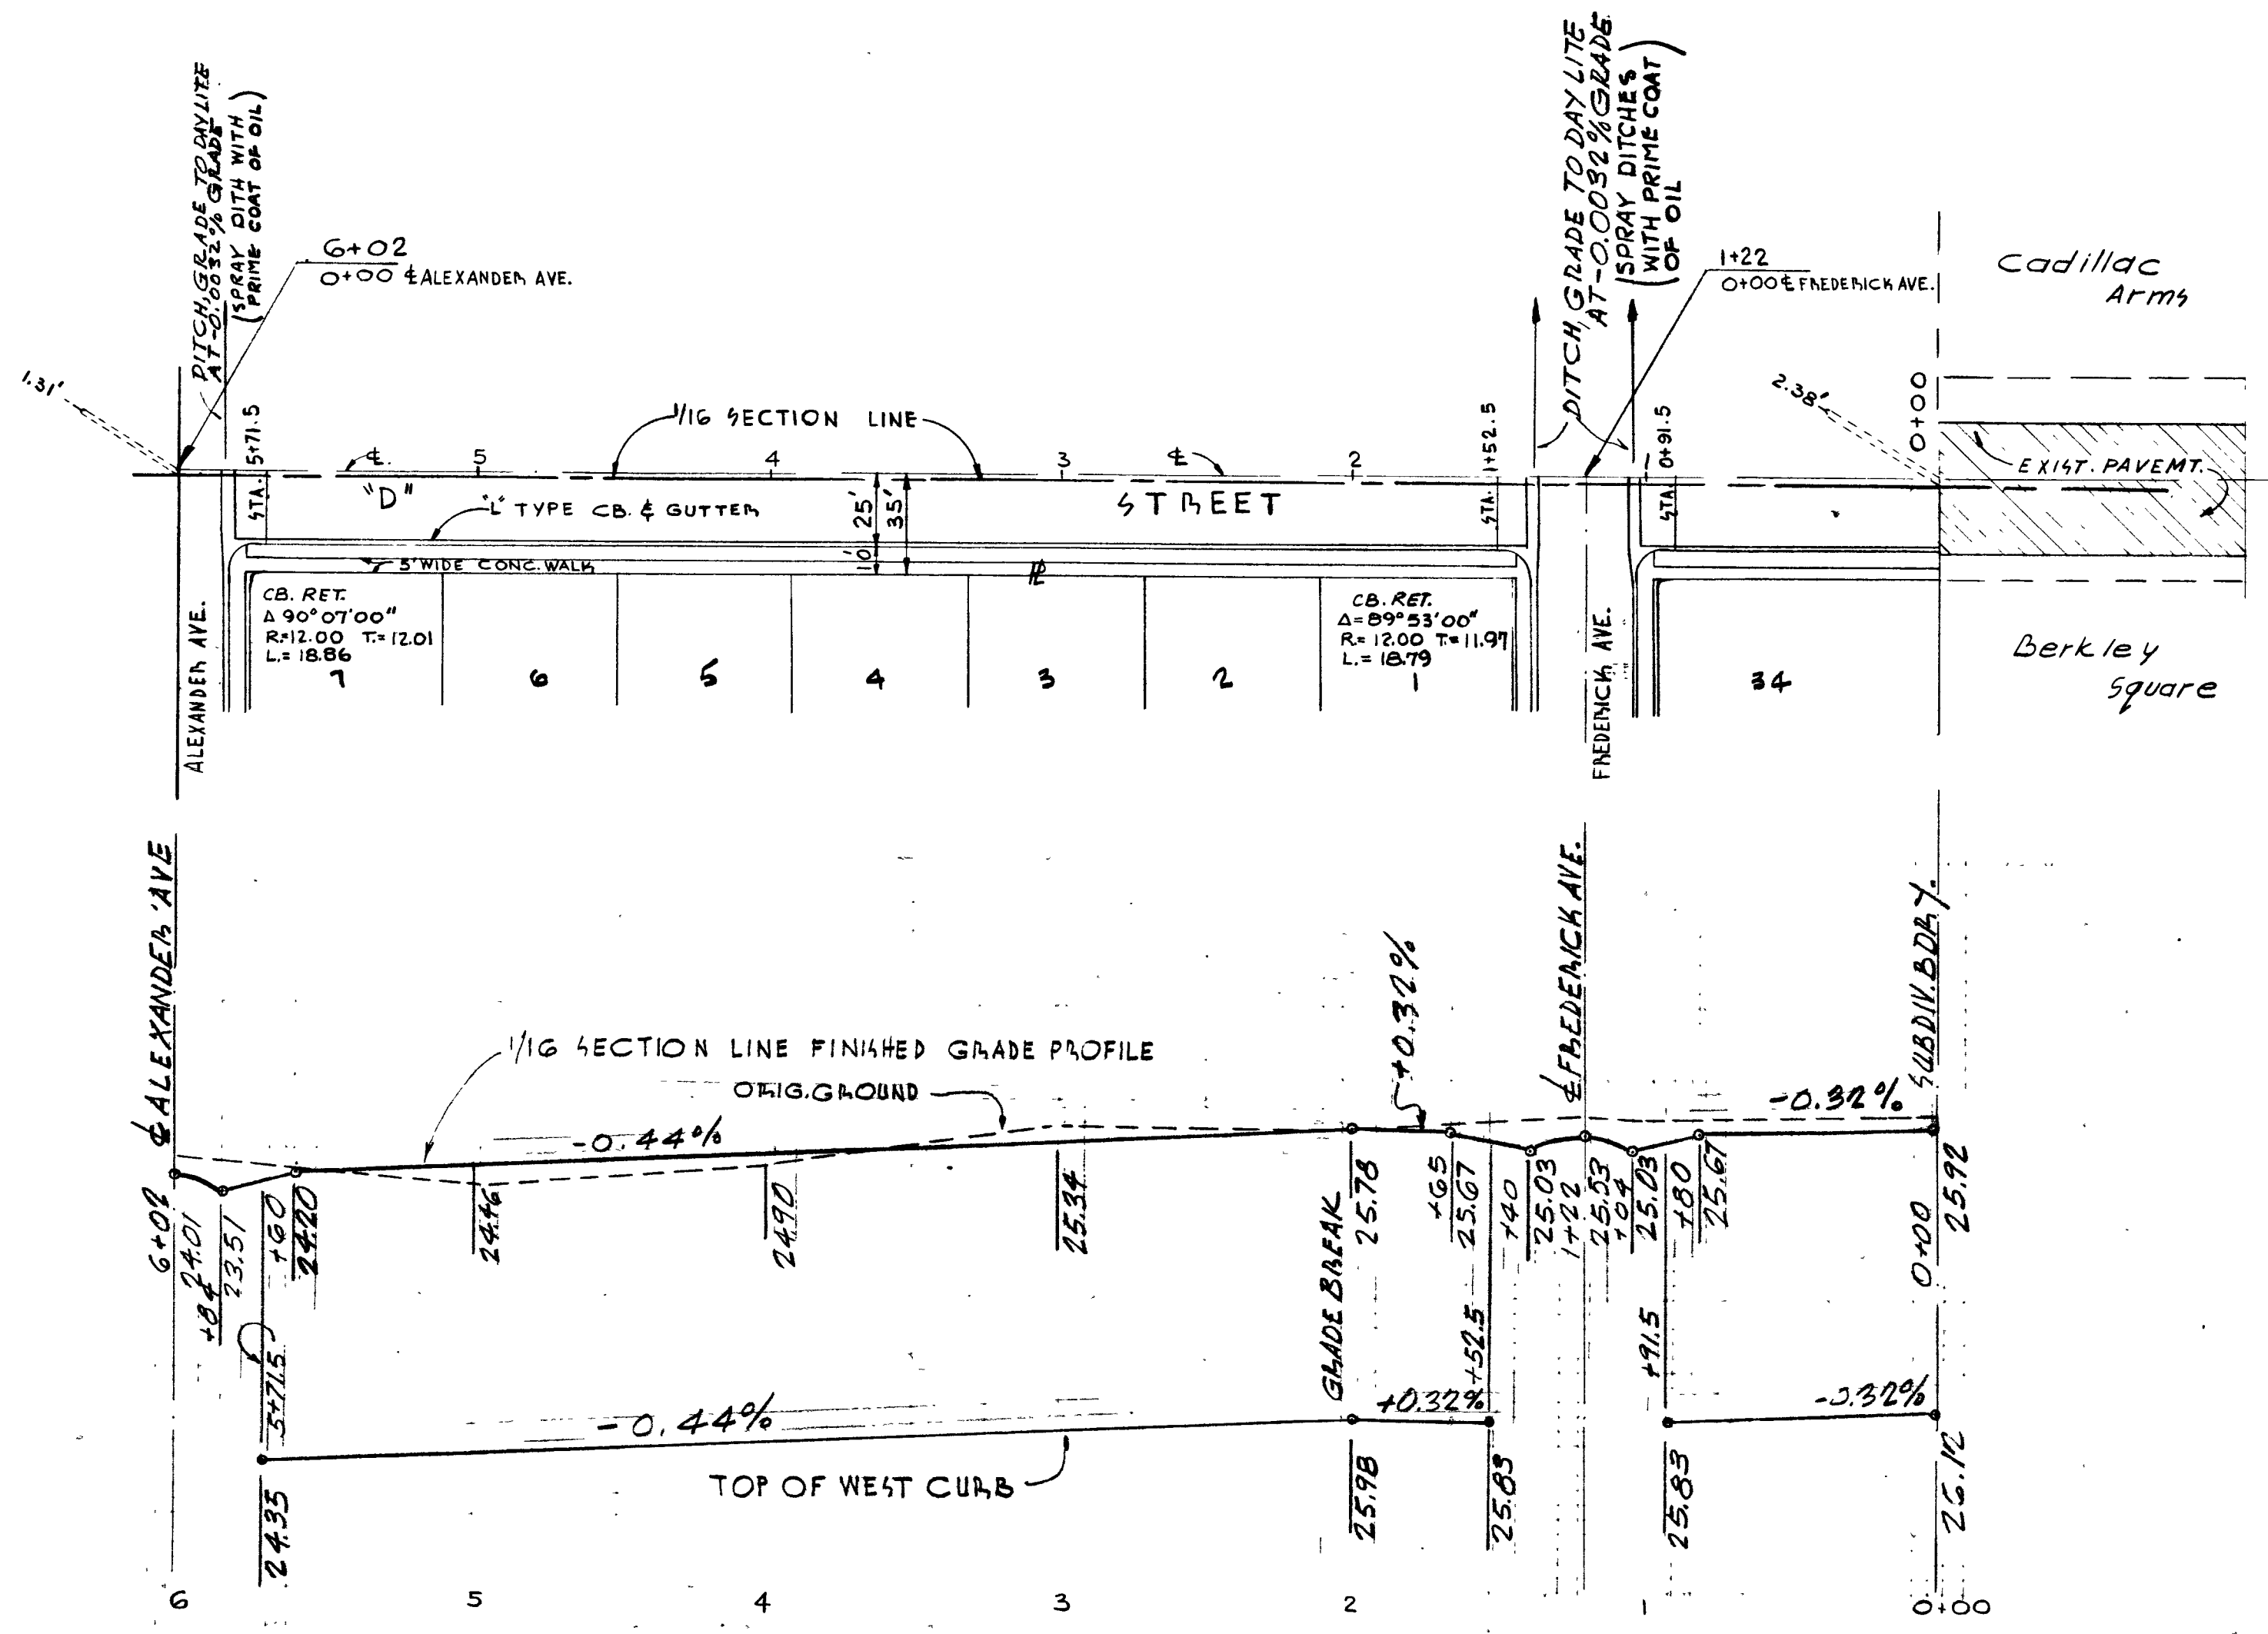 DITCH, GRADE TO DAY LITE
AT -0.0032% GRADE
(SPRAY DITH WITH
PRIME COAT OF OIL)
DITCH, GRADE TO DAY LITE
AT -0.0032% GRADE
(SPRAY DITCHES
WITH PRIME COAT
OF OIL)
6+02
0+00 ℄ ALEXANDER AVE.
1+22
0+00 ℄ FREDERICK AVE.
Cadillac
Arms
1.31'
2.38'
0+00
STA. 5+71.5
1/16 SECTION LINE
STA. 1+52.5
STA. 0+91.5
EXIST. PAVEMT.
℄
5
4
3
℄
2
1
"D"
STREET
"L" TYPE CB. & GUTTER
25'
35'
10'
5' WIDE CONC. WALK
PL
CB. RET.
Δ 90°07'00"
R=12.00 T.=12.01
L.= 18.86
CB. RET.
Δ=89°53'00"
R= 12.00 T=11.97
L.= 18.79
7
6
5
4
3
2
1
34
ALEXANDER AVE.
FREDERICK AVE.
Berkley
Square
℄ ALEXANDER AVE
℄ FREDERICK AVE.
SUBDIV. BDRY.
1/16 SECTION LINE FINISHED GRADE PROFILE
ORIG. GROUND
+0.32%
-0.44%
-0.32%
6+02
24.01
+84
23.51
+60
24.20
24.46
24.90
25.34
GRADE BREAK
25.78
+65
25.67
+40
25.03
1+22
25.53
+04
25.03
+80
25.67
0+00
25.92
5+71.5
+52.5
+91.5
-0.44%
+0.32%
-0.32%
TOP OF WEST CURB
24.35
25.98
25.83
25.83
26.12
6
5
4
3
2
1
0+00